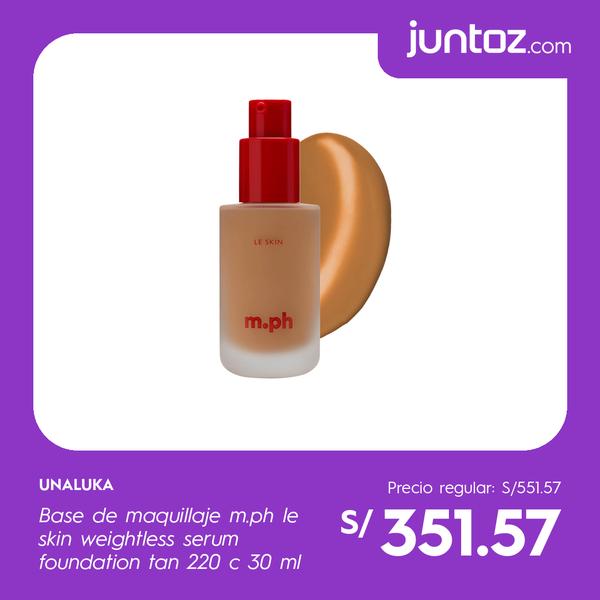 juntoz.com
LE SKIN
m.ph
UNALUKA
Base de maquillaje m.ph le
skin weightless serum
foundation tan 220 c 30 ml
Precio regular: S/551.57
S/ 351.57